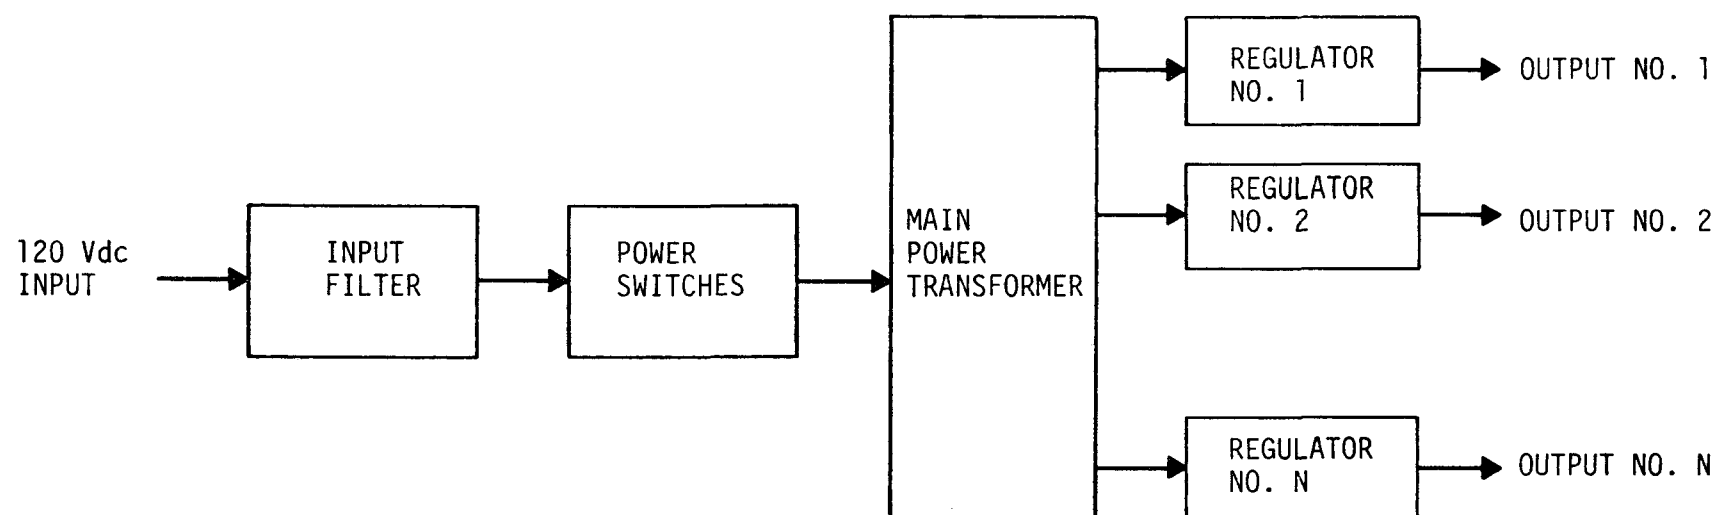 120 Vdc
INPUT
INPUT
FILTER
POWER
SWITCHES
MAIN
POWER
TRANSFORMER
REGULATOR
NO. 1
OUTPUT NO. 1
REGULATOR
NO. 2
OUTPUT NO. 2
REGULATOR
NO. N
OUTPUT NO. N